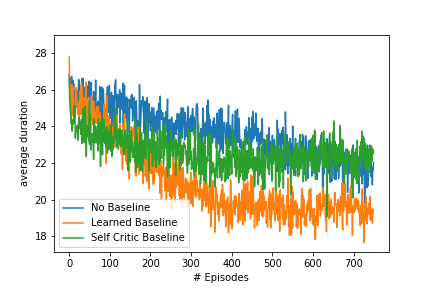 28
26
24
22
20
18
average duration
No Baseline
Learned Baseline
Self Critic Baseline
0 100 200 300 400 500 600 700
# Episodes